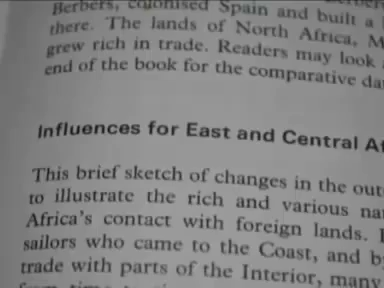 Berbers, colonised Spain and built a
there. The lands of North Africa,
grew rich in trade. Readers may look
end of the book for the comparative
Influences for East and Central
This brief sketch of changes in the
to illustrate the rich and various
Africa's contact with foreign lands.
sailors who came to the Coast, and
trade with parts of the Interior, many
from time to